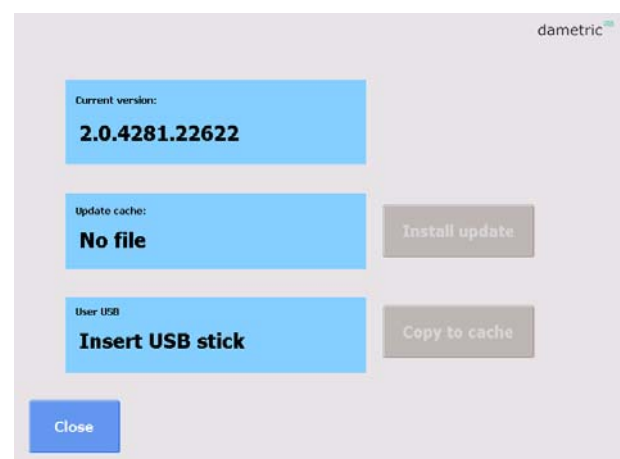 dametric
Current version:
2.0.4281.22622
Update cache:
No file
Install update
User USB
Insert USB stick
Copy to cache
Close